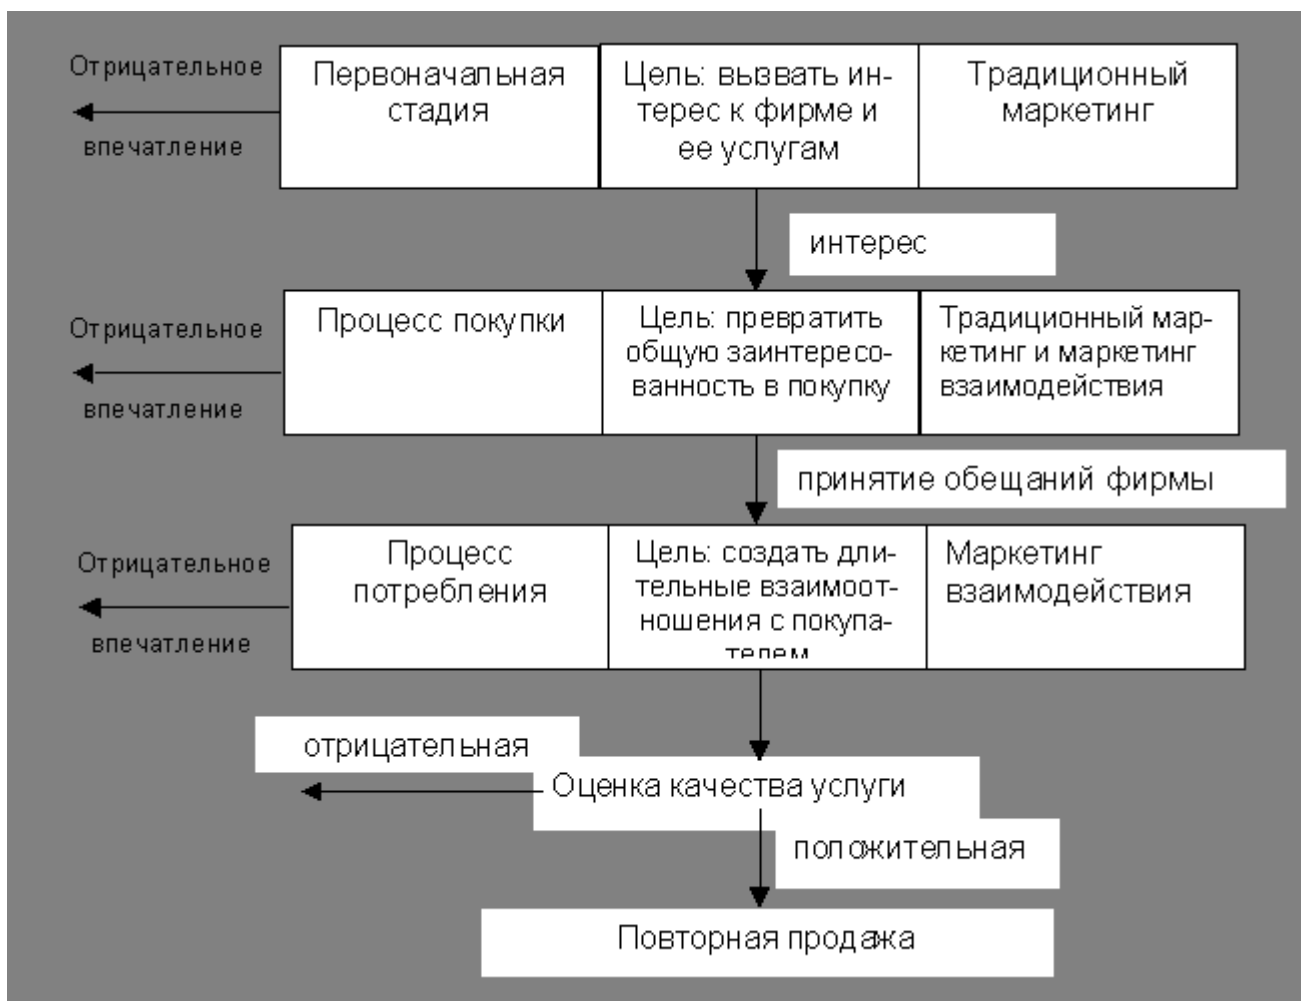 Отрицательное
впечатление
Первоначальная
стадия
Цель: вызвать ин-
терес к фирме и
ее услугам
Традиционный
маркетинг
интерес
Отрицательное
впечатление
Процесс покупки
Цель: превратить
общую заинтересо-
ванность в покупку
Традиционный мар-
кетинг и маркетинг
взаимодействия
принятие обещаний фирмы
Отрицательное
впечатление
Процесс
потребления
Цель: создать дли-
тельные взаимоот-
ношения с покупа-
телем
Маркетинг
взаимодействия
отрицательная
Оценка качества услуги
положительная
Повторная продажа